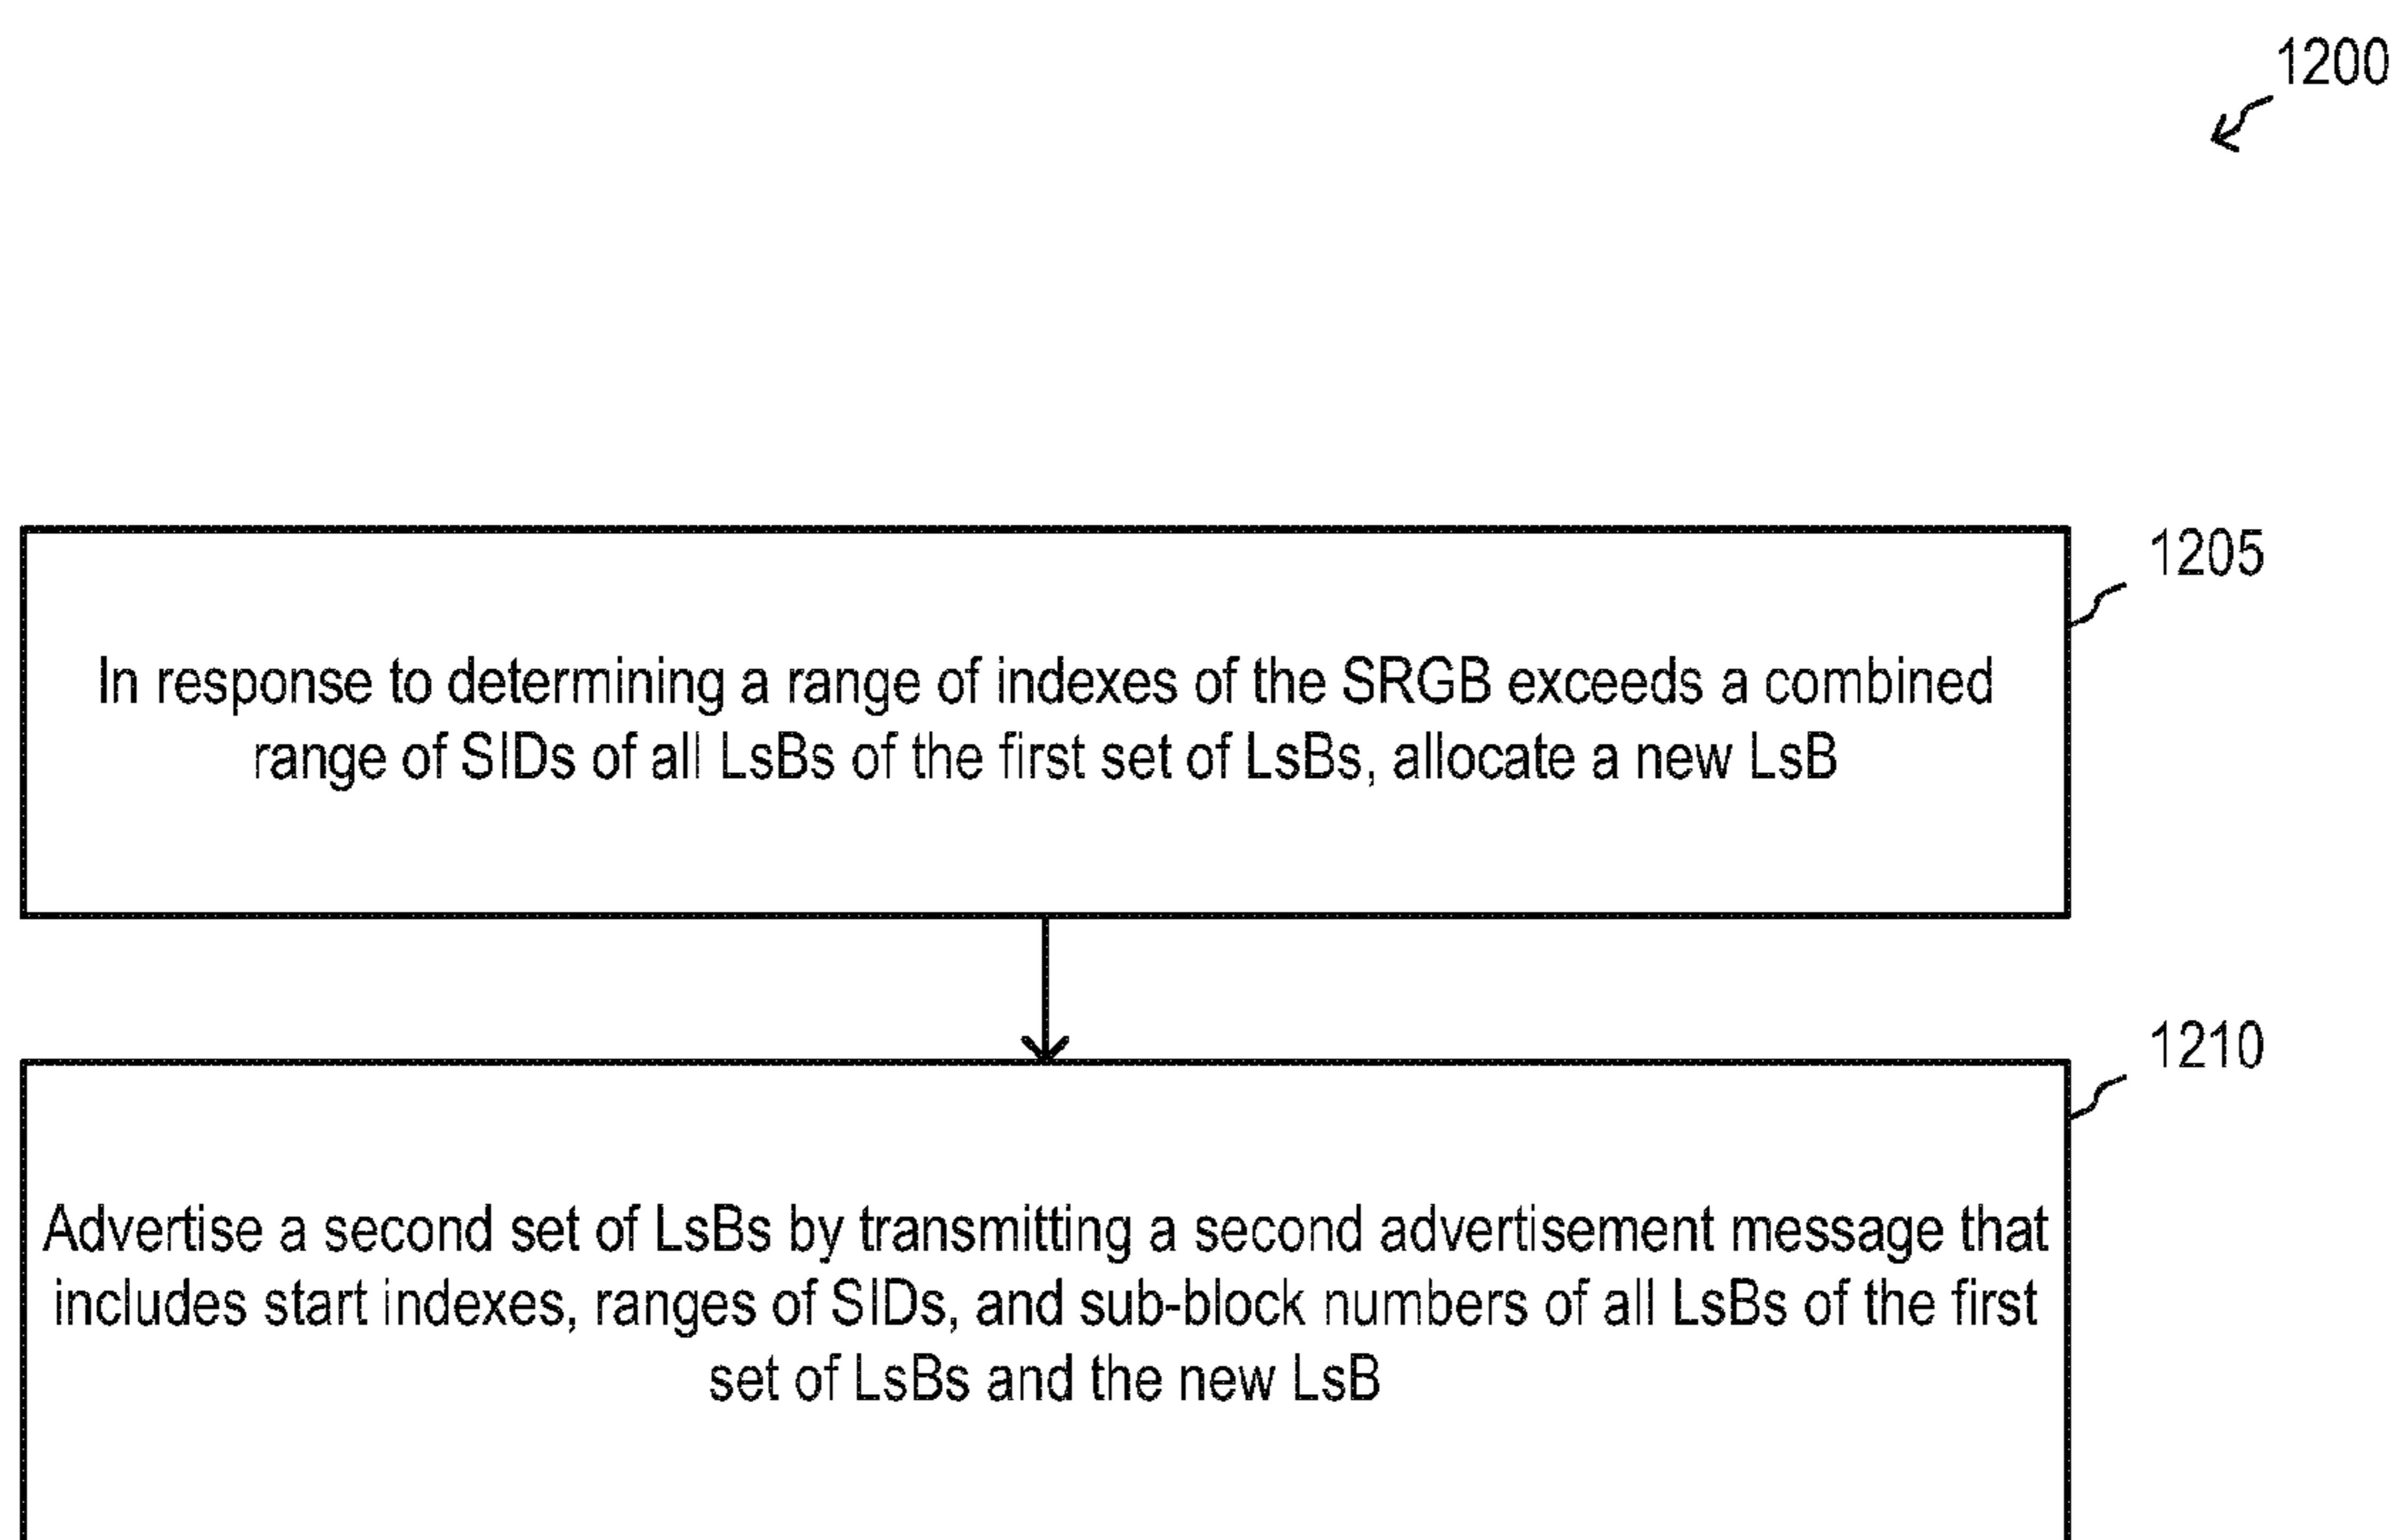 1200
1205
In response to determining a range of indexes of the SRGB exceeds a combined
range of SIDs of all LsBs of the first set of LsBs, allocate a new LsB
1210
Advertise a second set of LsBs by transmitting a second advertisement message that
includes start indexes, ranges of SIDs, and sub-block numbers of all LsBs of the first
set of LsBs and the new LsB